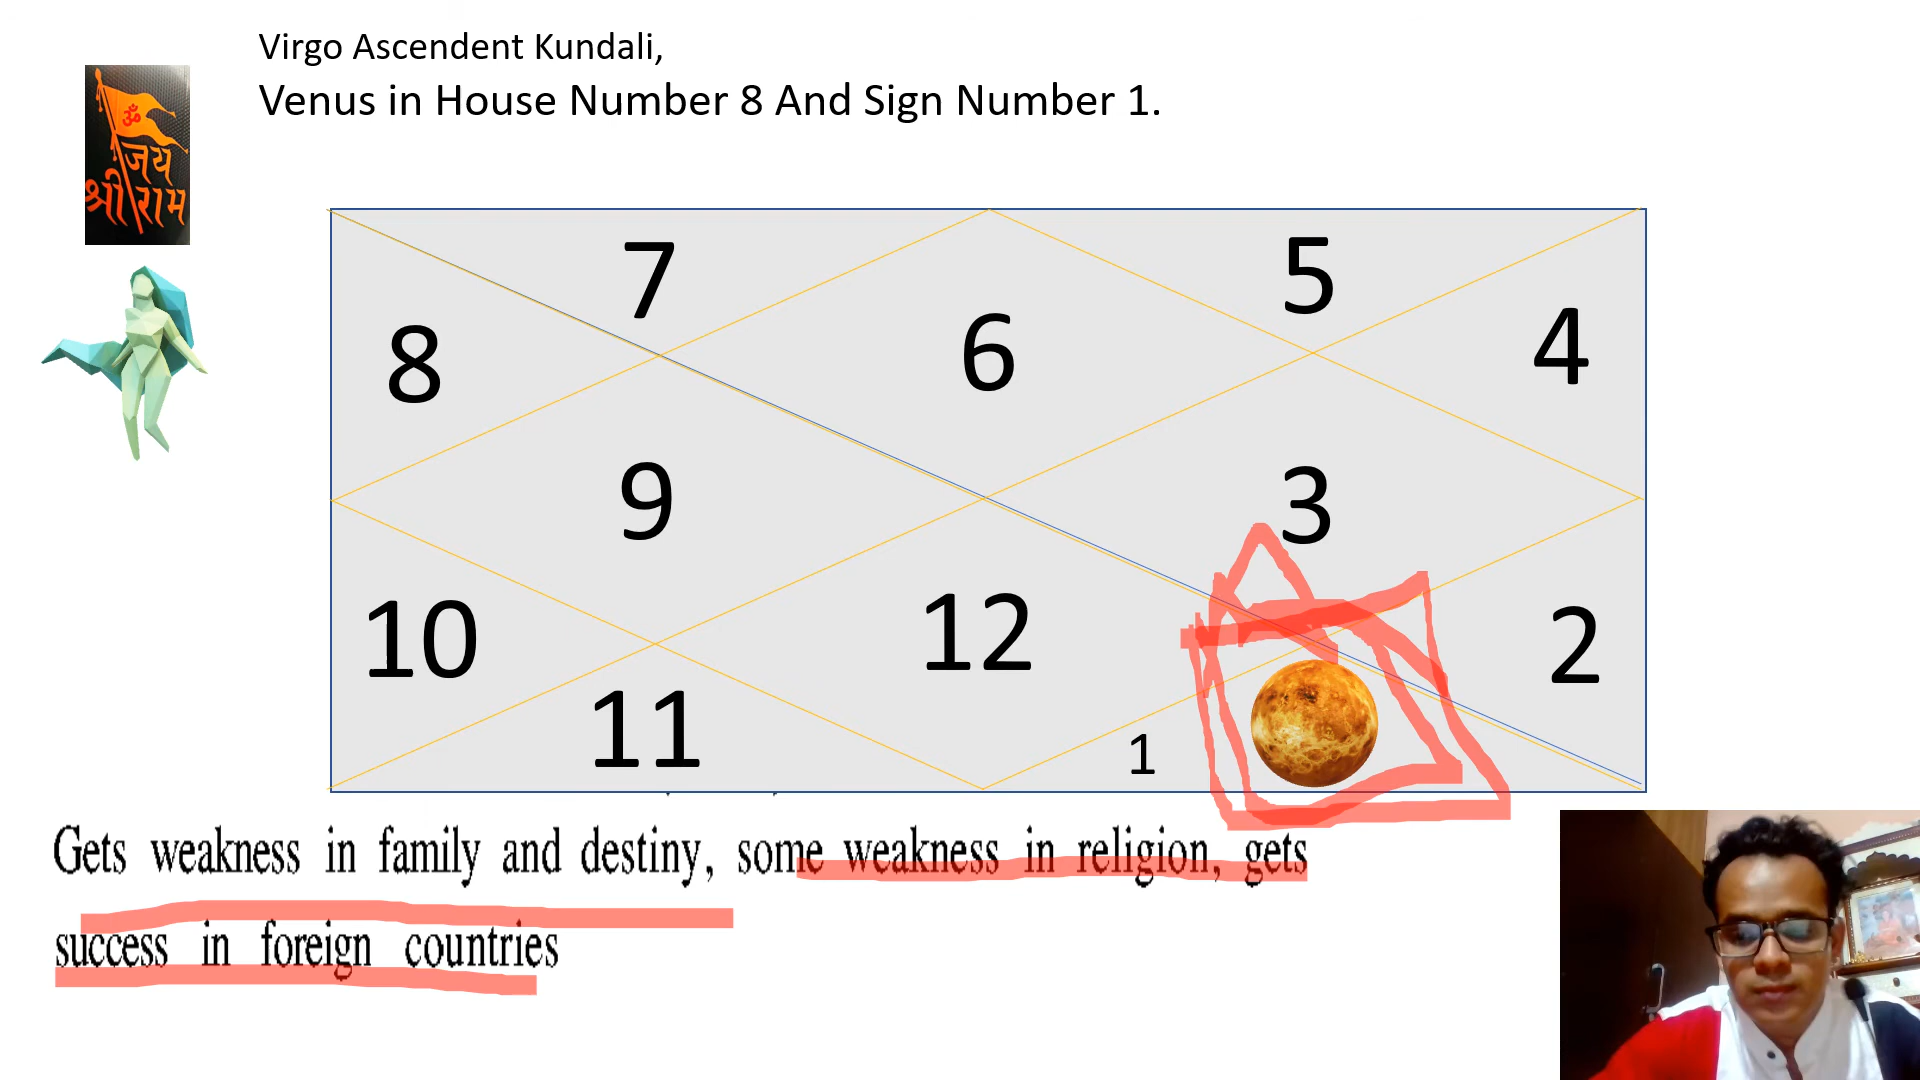 Virgo Ascendent Kundali,
Venus in House Number 8 And Sign Number 1.
ॐ
जय
श्री राम
7
5
8
6
4
9
3
10
12
2
11
1
Gets weakness in family and destiny, some weakness in religion, gets
success in foreign countries